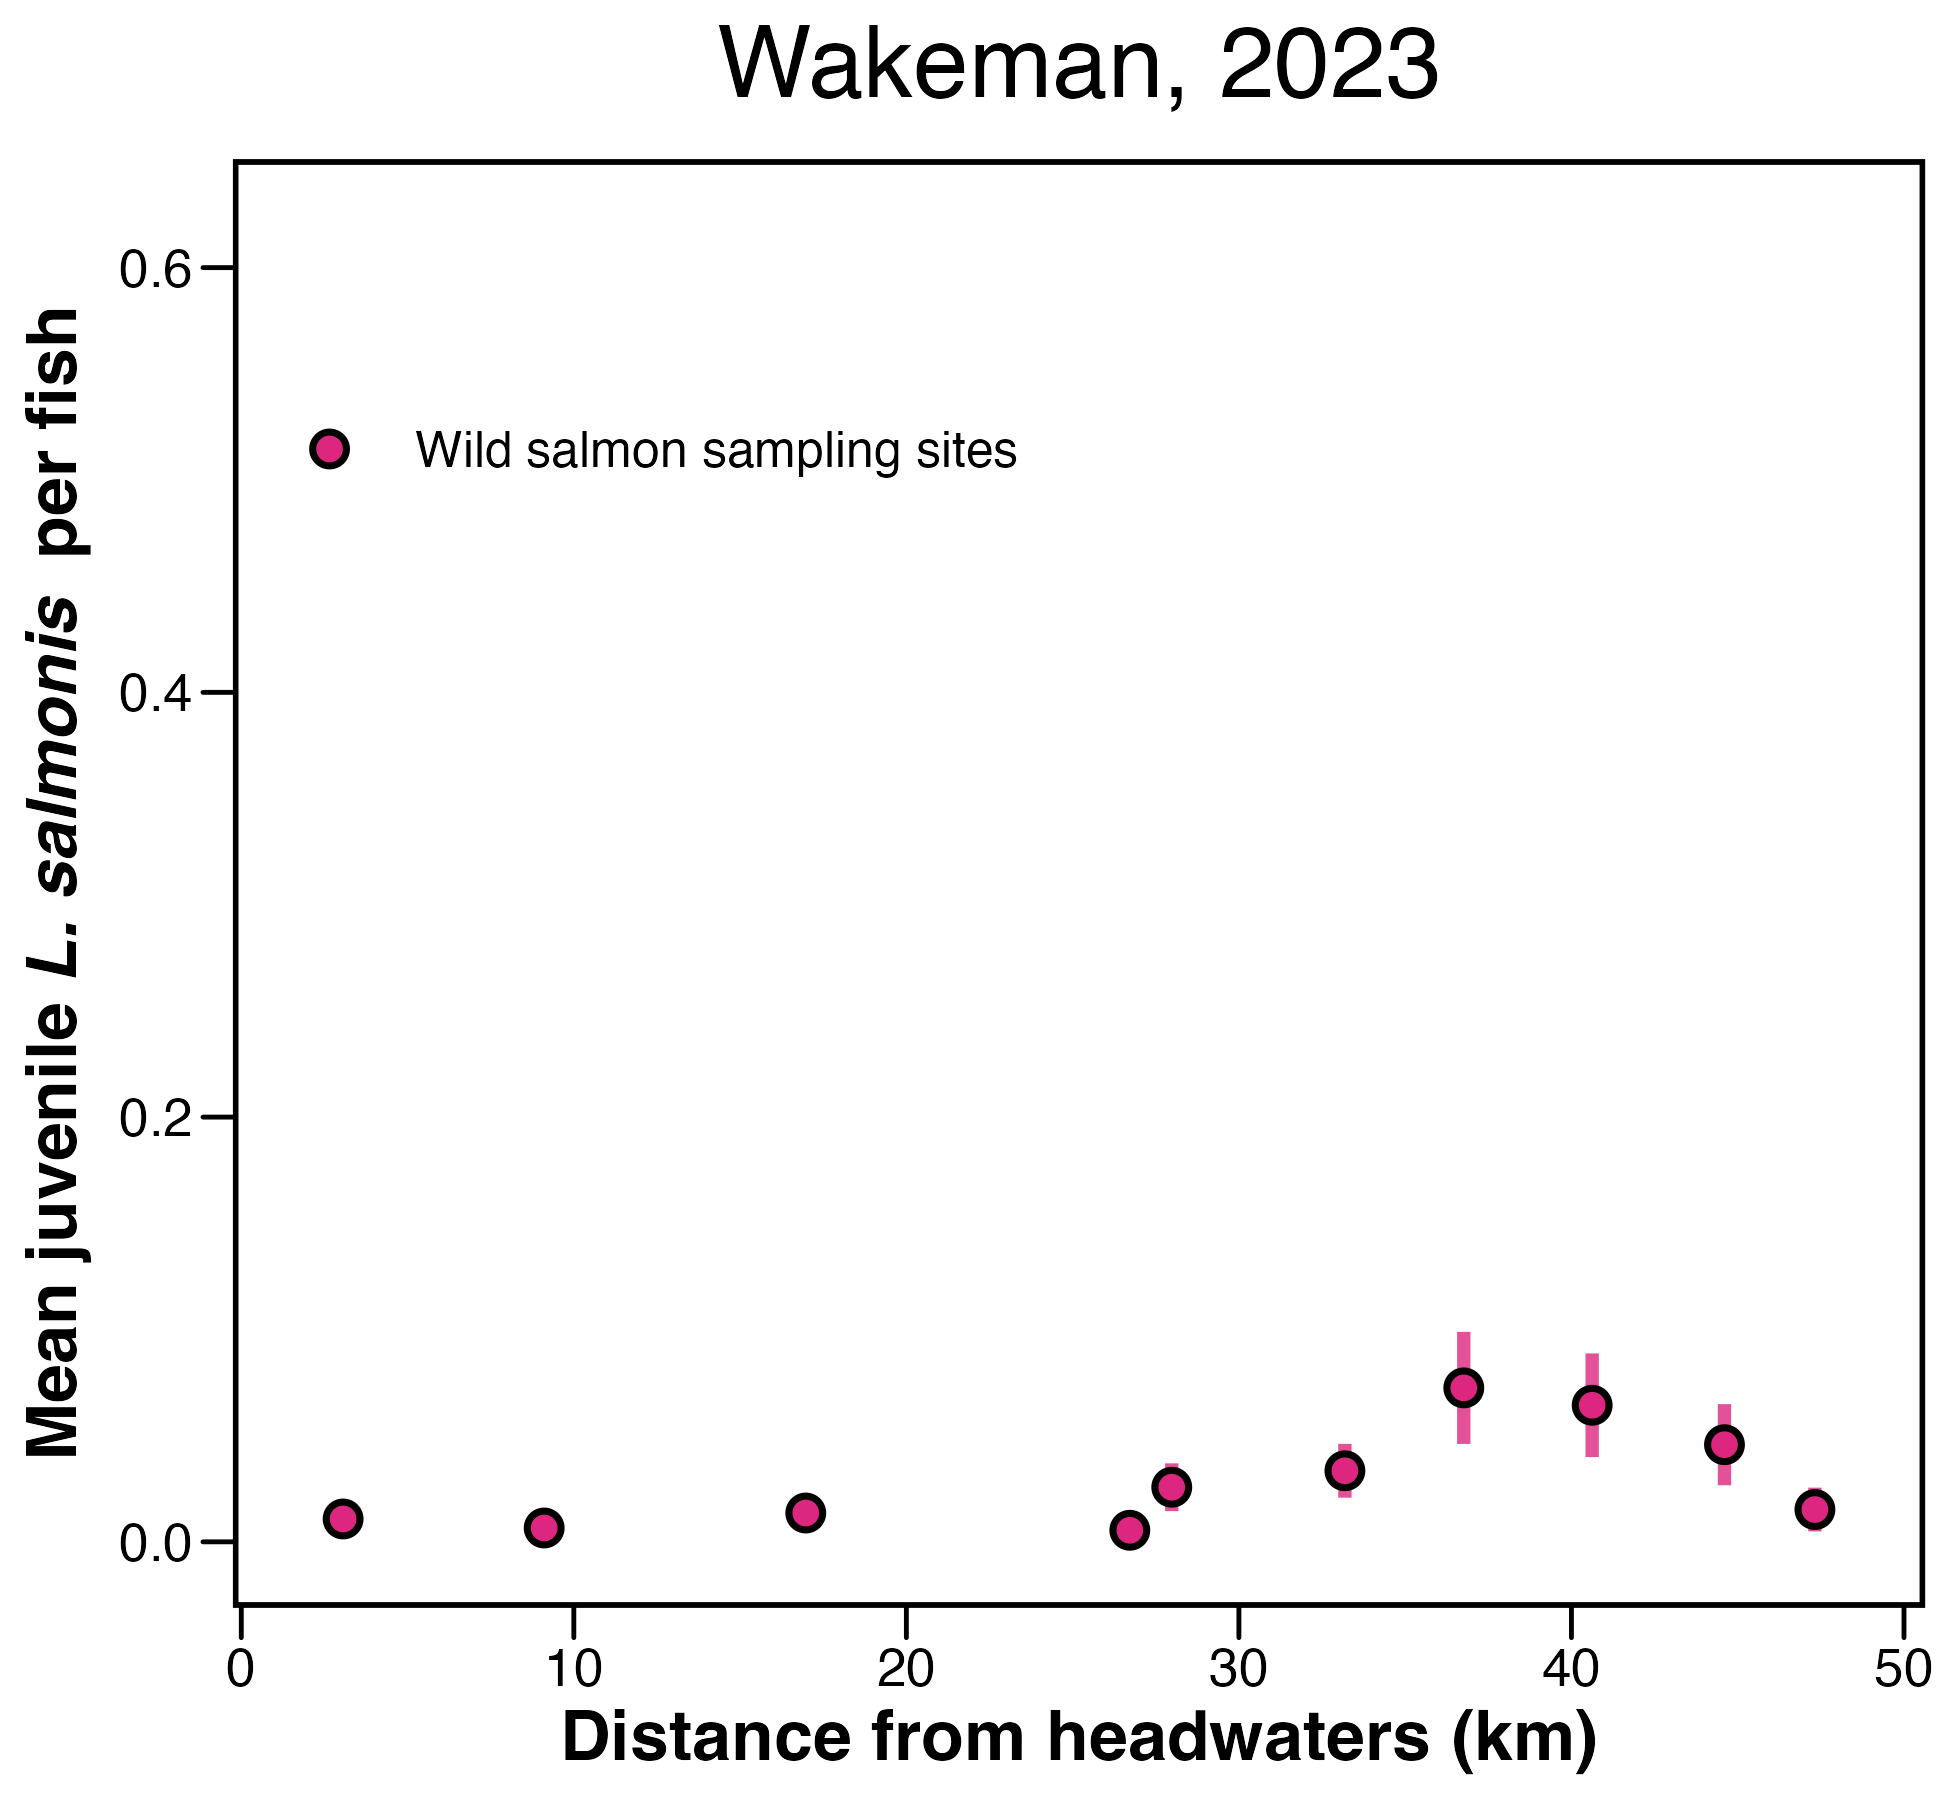 Wakeman, 2023
Mean juvenile L. salmonis per fish
0.6
0.4
0.2
0.0
Wild salmon sampling sites
0 10 20 30 40 50
Distance from headwaters (km)